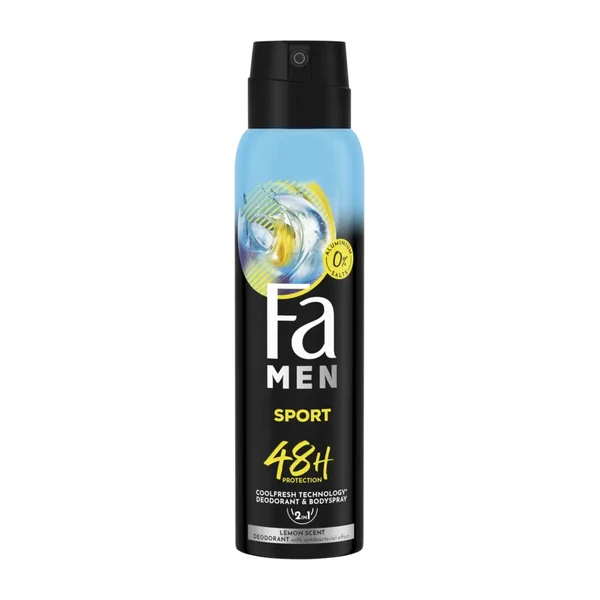 ALUMINIUM
0%
SALTS
Fa
MEN
SPORT
48H
PROTECTION
COOLFRESH TECHNOLOGY*
DEODORANT & BODYSPRAY
2in1
LEMON SCENT
DEODORANT with antibacterial effect